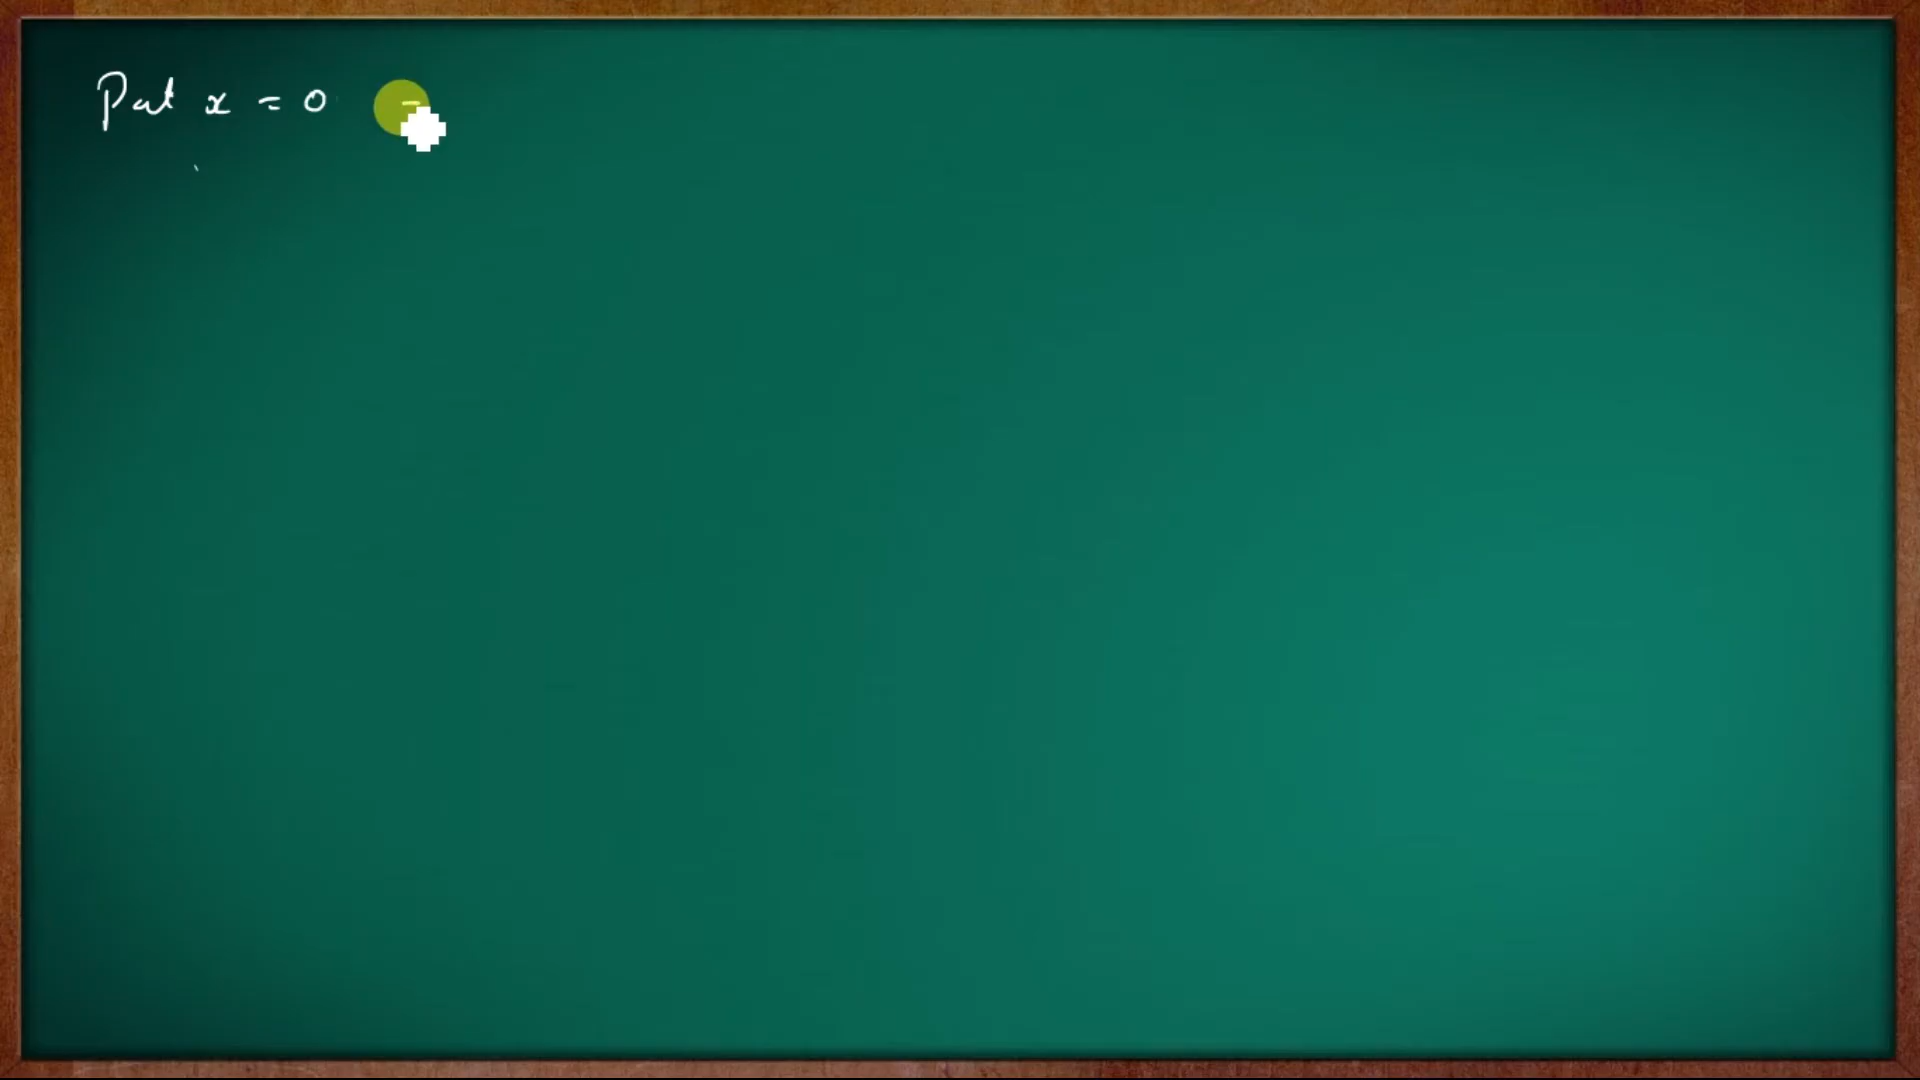 Put x = 0 -